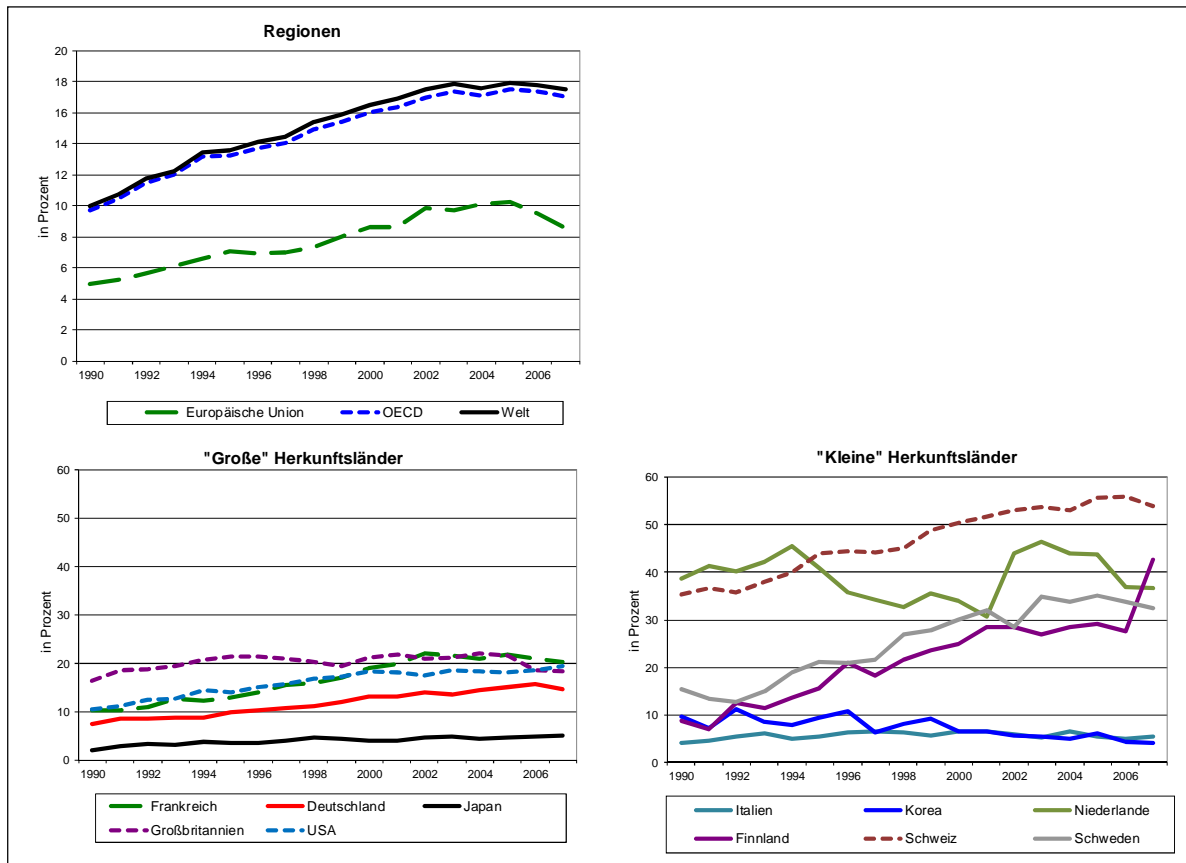 Regionen
in Prozent
20
18
16
14
12
10
8
6
4
2
0
1990 1992 1994 1996 1998 2000 2002 2004 2006
Europäische Union OECD Welt
"Große" Herkunftsländer
in Prozent
60
50
40
30
20
10
0
1990 1992 1994 1996 1998 2000 2002 2004 2006
Frankreich Deutschland Japan
Großbritannien USA
"Kleine" Herkunftsländer
in Prozent
60
50
40
30
20
10
0
1990 1992 1994 1996 1998 2000 2002 2004 2006
Italien Korea Niederlande
Finnland Schweiz Schweden